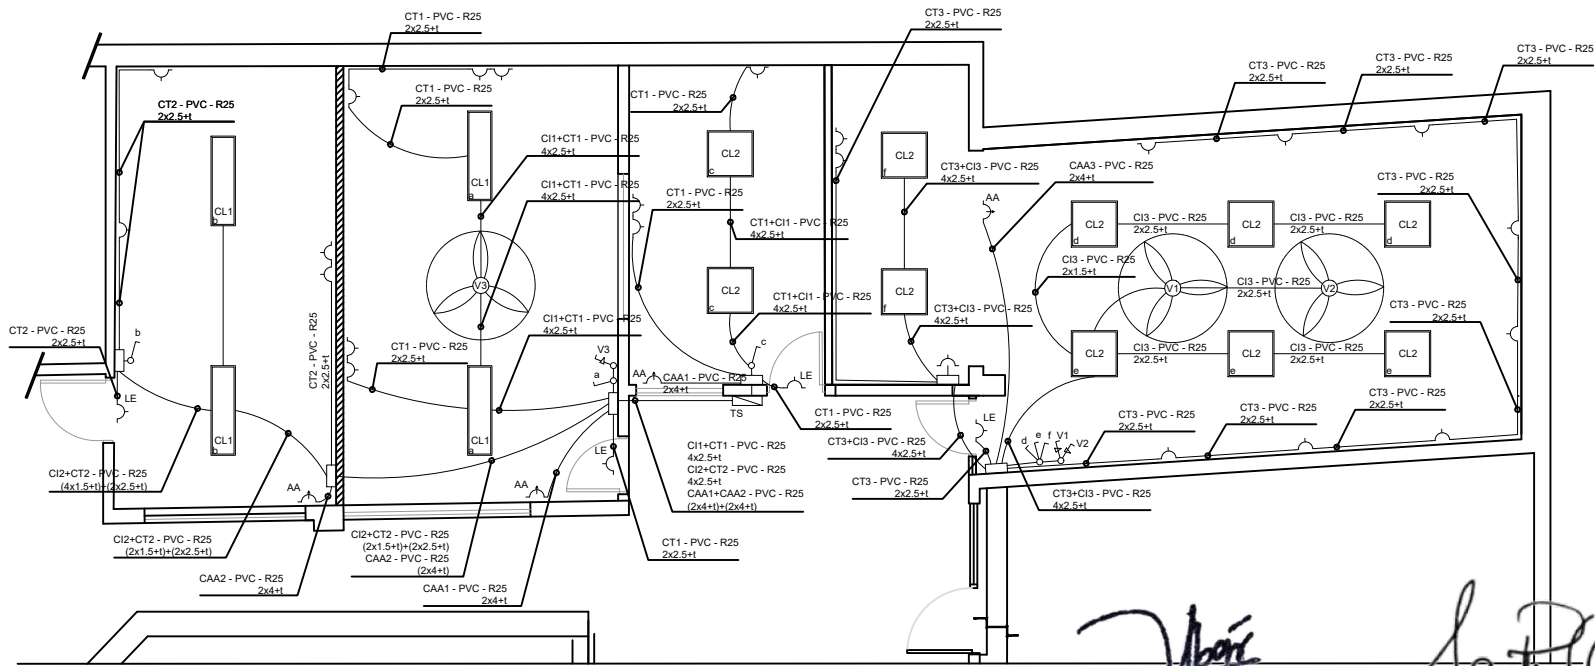 CT1 - PVC - R25
2x2.5+t
CT3 - PVC - R25
2x2.5+t
CT3 - PVC - R25
2x2.5+t
CT3 - PVC - R25
2x2.5+t
CT3 - PVC - R25
2x2.5+t
CT2 - PVC - R25
2x2.5+t
CT1 - PVC - R25
2x2.5+t
CT1 - PVC - R25
2x2.5+t
CI1+CT1 - PVC - R25
4x2.5+t
CL2
c
CL2
f
CT3+CI3 - PVC - R25
4x2.5+t
CAA3 - PVC - R25
2x4+t
CT3 - PVC - R25
2x2.5+t
CL1
b
CL1
a
CI1+CT1 - PVC - R25
4x2.5+t
CT1 - PVC - R25
2x2.5+t
AA
CT1+CI1 - PVC - R25
4x2.5+t
CL2
d
CI3 - PVC - R25
2x2.5+t
CL2
d
CI3 - PVC - R25
2x2.5+t
CL2
d
CI3 - PVC - R25
2x1.5+t
V3
CL2
c
CL2
f
V1
CI3 - PVC - R25
2x2.5+t
V2
CT1+CI1 - PVC - R25
4x2.5+t
CT3 - PVC - R25
2x2.5+t
CT3+CI3 - PVC - R25
4x2.5+t
CT2 - PVC - R25
2x2.5+t
b
CT2 - PVC - R25
2x2.5+t
CI1+CT1 - PVC - R25
4x2.5+t
CT1 - PVC - R25
2x2.5+t
V3
a
c
CL2
e
CI3 - PVC - R25
2x2.5+t
CL2
e
CI3 - PVC - R25
2x2.5+t
CL2
e
AA
CAA1 - PVC - R25
2x4+t
LE
LE
TS
CT1 - PVC - R25
2x2.5+t
CT3 - PVC - R25
2x2.5+t
CT3 - PVC - R25
2x2.5+t
CT3 - PVC - R25
2x2.5+t
LE
CL1
b
CL1
a
LE
CI1+CT1 - PVC - R25
4x2.5+t
CI2+CT2 - PVC - R25
4x2.5+t
CAA1+CAA2 - PVC - R25
(2x4+t)+(2x4+t)
CT3+CI3 - PVC - R25
4x2.5+t
d
e
f
V1
V2
CI2+CT2 - PVC - R25
(4x1.5+t)+(2x2.5+t)
AA
AA
CT3 - PVC - R25
2x2.5+t
CT3+CI3 - PVC - R25
4x2.5+t
CI2+CT2 - PVC - R25
(2x1.5+t)+(2x2.5+t)
CI2+CT2 - PVC - R25
(2x1.5+t)+(2x2.5+t)
CAA2 - PVC - R25
(2x4+t)
CT1 - PVC - R25
2x2.5+t
CAA2 - PVC - R25
2x4+t
CAA1 - PVC - R25
2x4+t